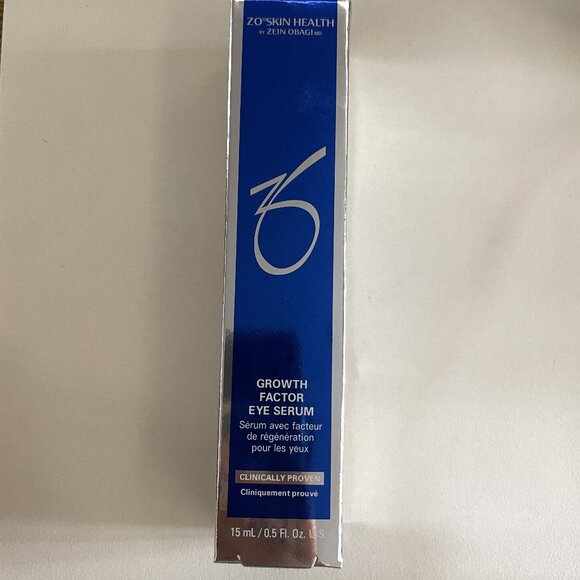 ZO® SKIN HEALTH
BY ZEIN OBAGI MD
ZO
GROWTH
FACTOR
EYE SERUM
Sérum avec facteur
de régénération
pour les yeux
CLINICALLY PROVEN
Cliniquement prouvé
15 mL / 0.5 Fl. Oz. U.S.